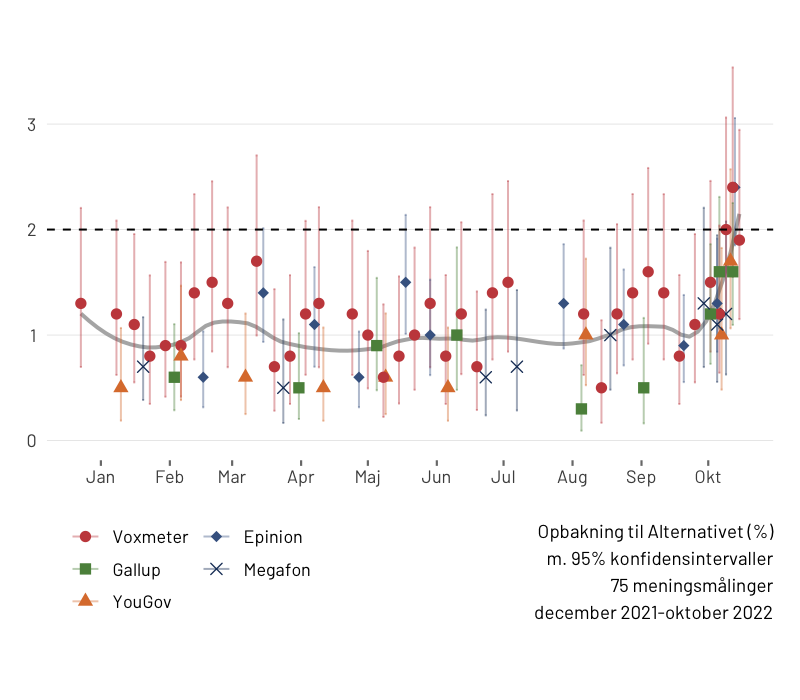 3
2
1
0
Jan Feb Mar Apr Maj Jun Jul Aug Sep Okt
Voxmeter Epinion
Gallup Megafon
YouGov
Opbakning til Alternativet (%)
m. 95% konfidensintervaller
75 meningsmålinger
december 2021-oktober 2022